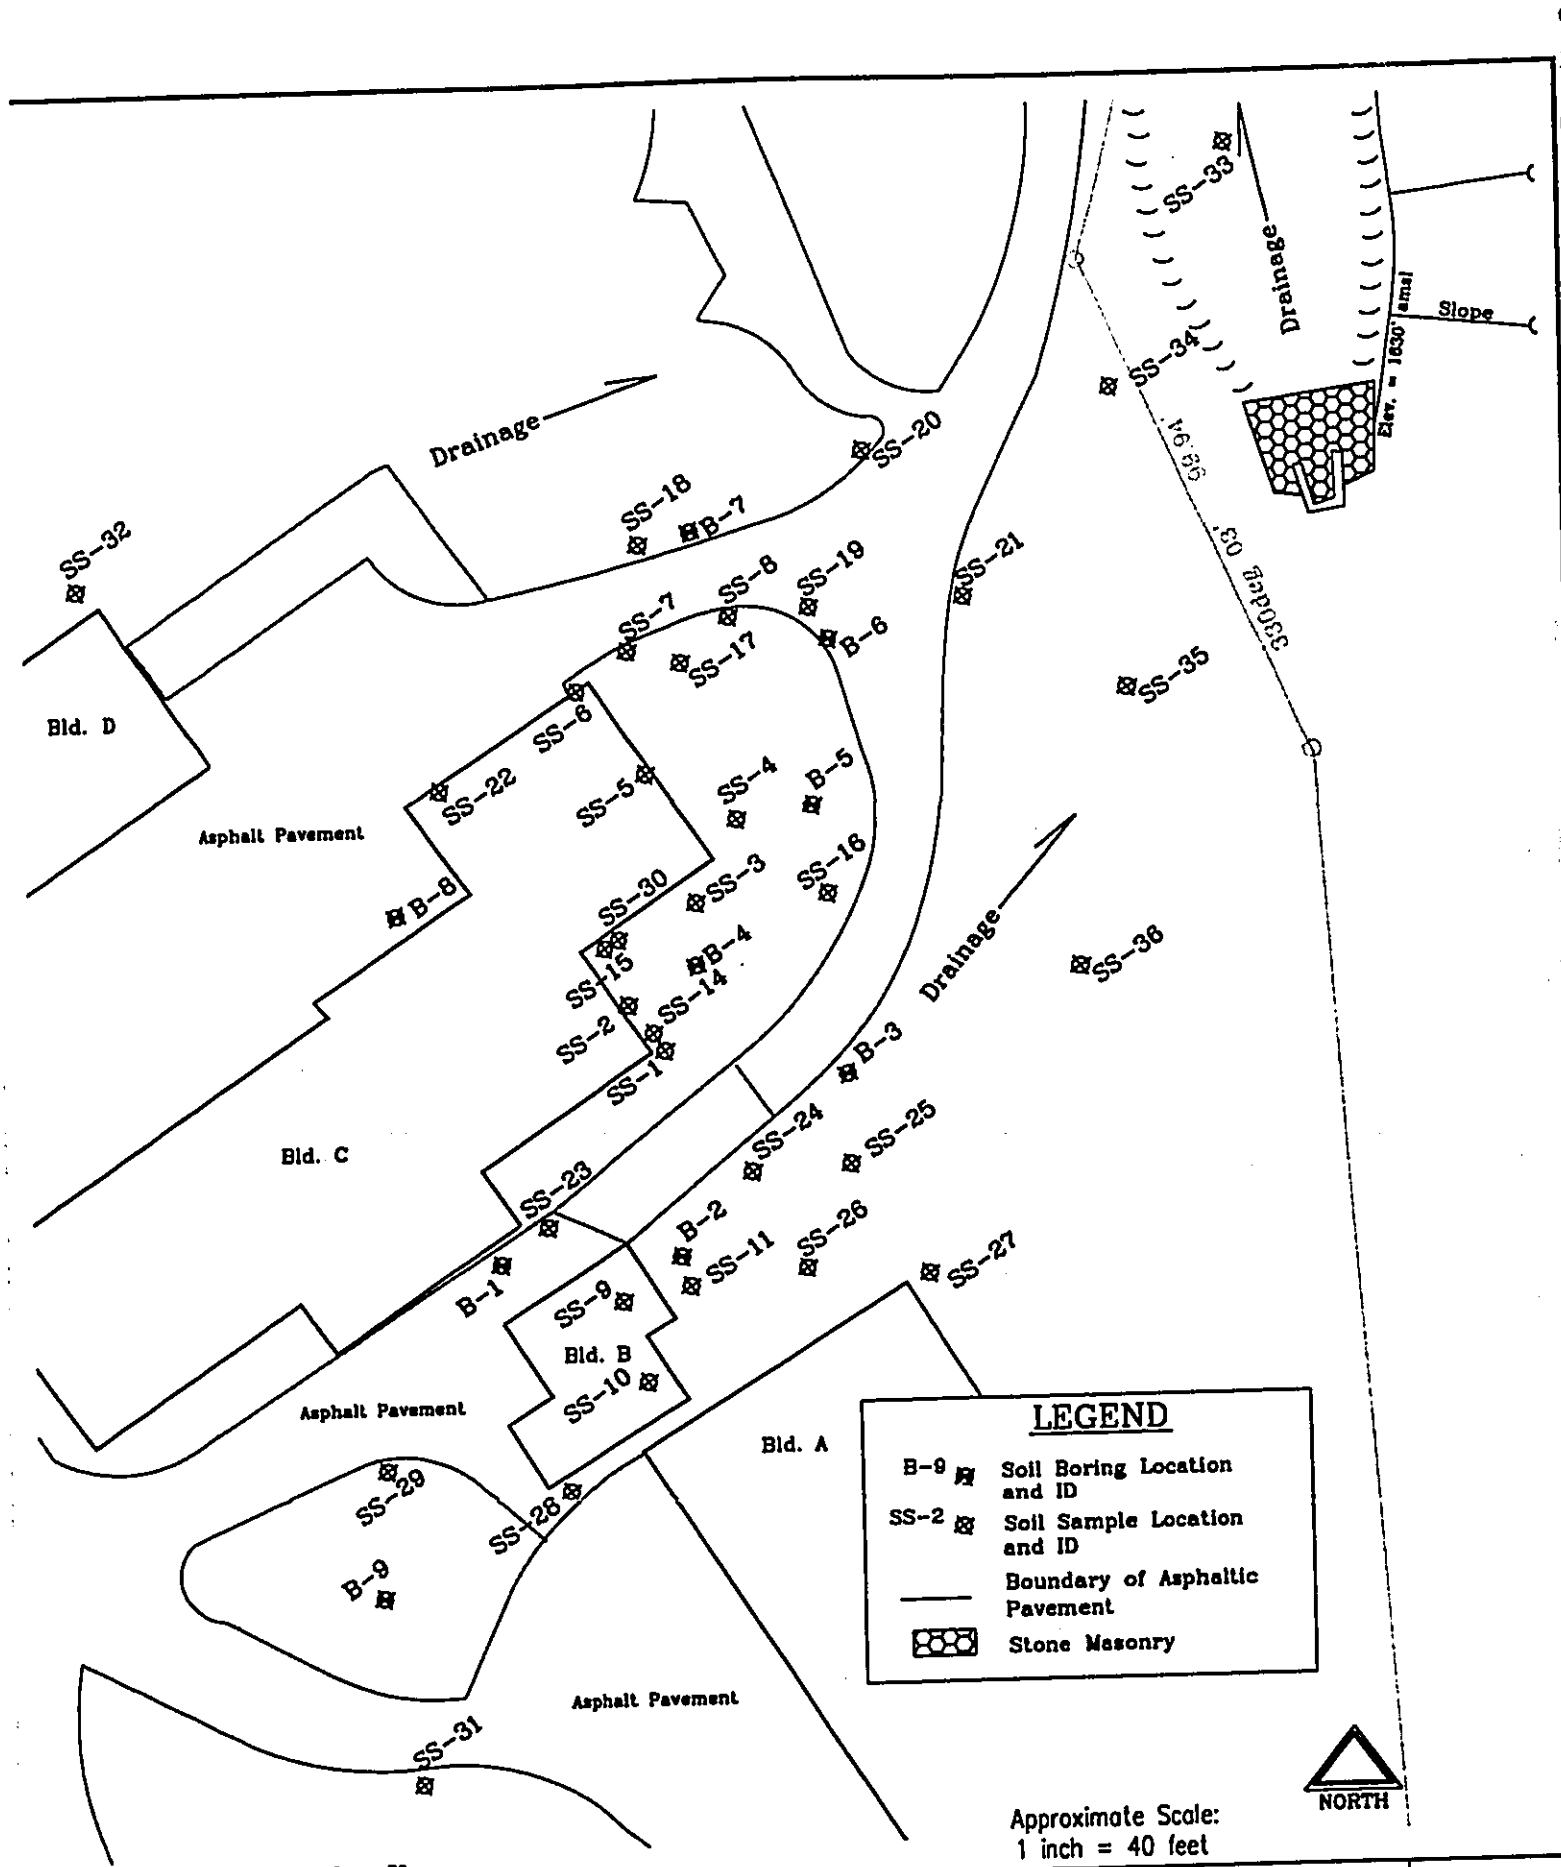 SS-33
Drainage
Elev. = 1630' amsl
Slope
SS-34
99.94'
330deg 03'
Drainage
SS-20
SS-18
B-7
SS-32
SS-21
SS-19
SS-8
SS-7
B-6
SS-17
SS-35
Bld. D
SS-6
SS-4
B-5
SS-22
SS-5
Asphalt Pavement
SS-16
SS-3
SS-30
B-8
B-4
SS-36
Drainage
SS-15
SS-14
SS-2
B-3
SS-1
SS-24
SS-25
Bld. C
SS-23
B-2
SS-26
SS-11
SS-27
B-1
SS-9
Bld. B
SS-10
Asphalt Pavement
Bld. A
SS-29
SS-28
B-9
LEGEND
B-9 Soil Boring Location
and ID
SS-2 Soil Sample Location
and ID
Boundary of Asphaltic
Pavement
Stone Masonry
Asphalt Pavement
SS-31
NORTH
Approximate Scale:
1 inch = 40 feet